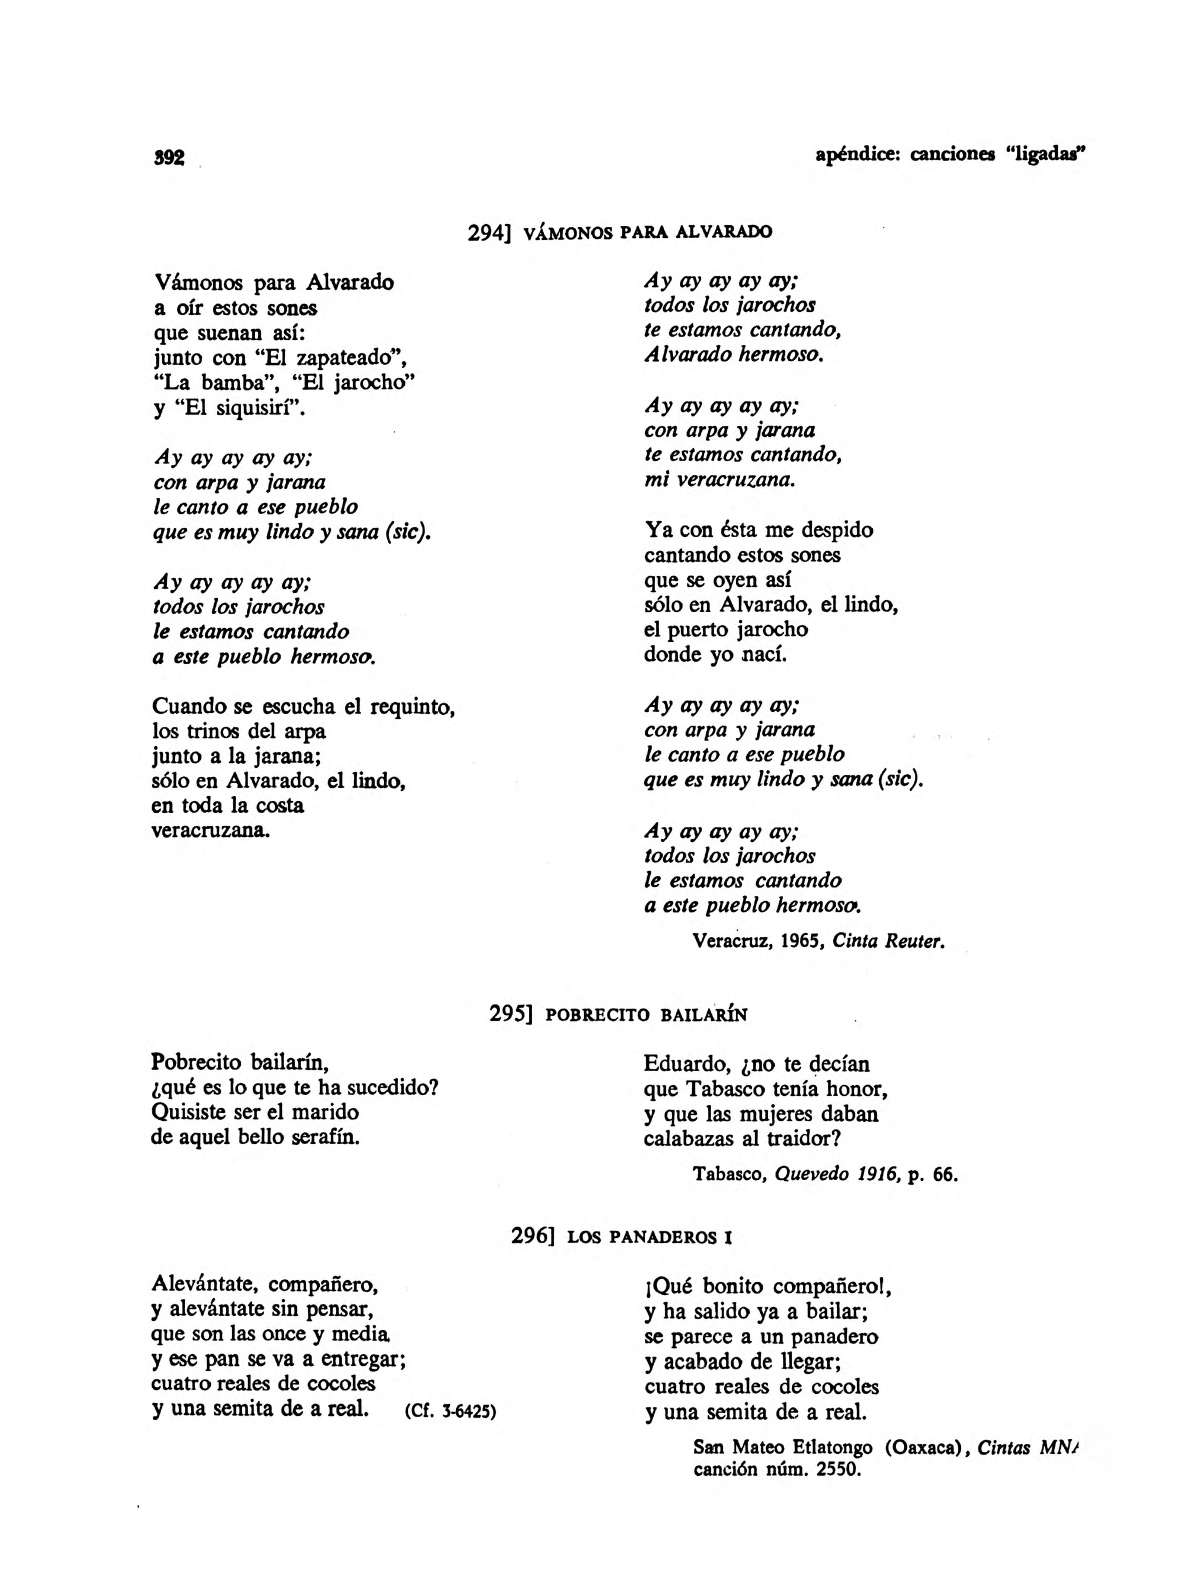 392
apéndice: canciones “ligadas”
294] VÁMONOS PARA ALVARADO
Vámonos para Alvarado
a oír estos sones
que suenan así:
junto con “El zapateado”,
“La bamba”, “El jarocho”
y “El siquisirí”.
Ay ay ay ay ay;
con arpa y jarana
le canto a ese pueblo
que es muy lindo y sana (sic).
Ay ay ay ay ay;
todos los jarochos
le estamos cantando
a este pueblo hermoso.
Cuando se escucha el requinto,
los trinos del arpa
junto a la jarana;
sólo en Alvarado, el lindo,
en toda la costa
veracruzana.
Ay ay ay ay ay;
todos los jarochos
te estamos cantando,
Alvarado hermoso.
Ay ay ay ay ay;
con arpa y jarana
te estamos cantando,
mi veracruzana.
Ya con ésta me despido
cantando estos sones
que se oyen así
sólo en Alvarado, el lindo,
el puerto jarocho
donde yo nací.
Ay ay ay ay ay;
con arpa y jarana
le canto a ese pueblo
que es muy lindo y sana (sic).
Ay ay ay ay ay;
todos los jarochos
le estamos cantando
a este pueblo hermoso.
Veracruz, 1965, Cinta Reuter.
295] POBRECITO BAILARÍN
Pobrecito bailarín,
¿qué es lo que te ha sucedido?
Quisiste ser el marido
de aquel bello serafín.
Eduardo, ¿no te decían
que Tabasco tenía honor,
y que las mujeres daban
calabazas al traidor?
Tabasco, Quevedo 1916, p. 66.
296] LOS PANADEROS I
Alevántate, compañero,
y alevántate sin pensar,
que son las once y media
y ese pan se va a entregar;
cuatro reales de cocoles
y una semita de a real. (Cf. 3-6425)
¡Qué bonito compañero!,
y ha salido ya a bailar;
se parece a un panadero
y acabado de llegar;
cuatro reales de cocoles
y una semita de a real.
San Mateo Etlatongo (Oaxaca), Cintas MNA
canción núm. 2550.